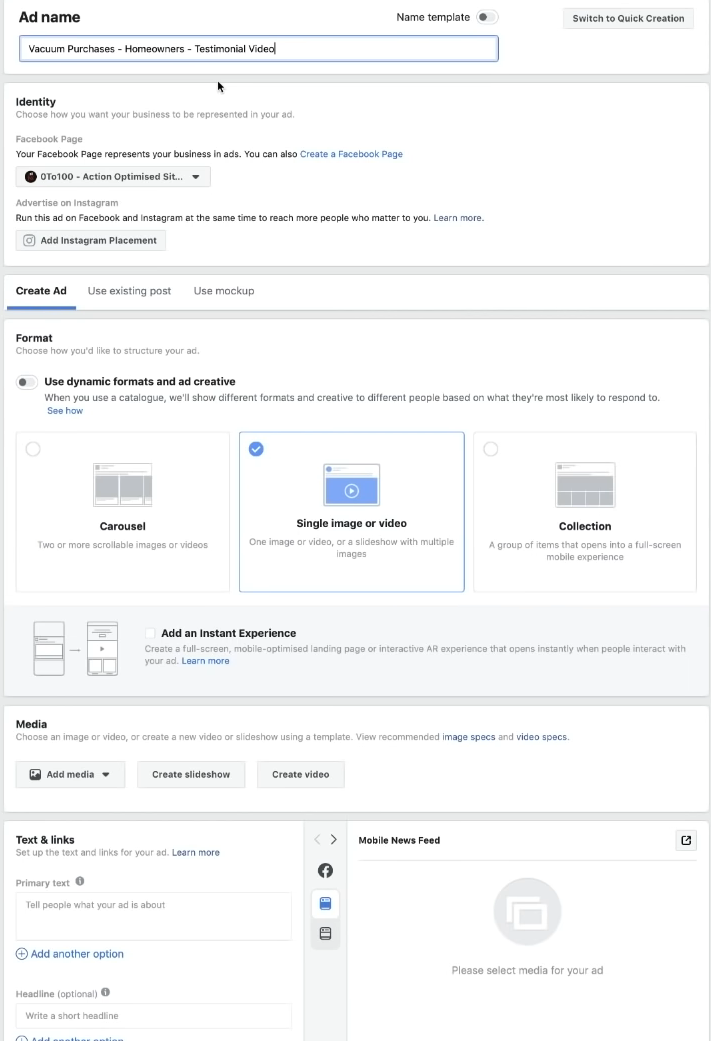 Ad name
Name template
Switch to Quick Creation
Vacuum Purchases - Homeowners - Testimonial Video
Identity
Choose how you want your business to be represented in your ad.
Facebook Page
Your Facebook Page represents your business in ads. You can also Create a Facebook Page
0To100 - Action Optimised Sit...
Advertise on Instagram
Run this ad on Facebook and Instagram at the same time to reach more people who matter to you. Learn more.
Add Instagram Placement
Create Ad Use existing post Use mockup
Format
Choose how you'd like to structure your ad.
Use dynamic formats and ad creative
When you use a catalogue, we'll show different formats and creative to different people based on what they're most likely to respond to.
See how
Carousel
Two or more scrollable images or videos
Single image or video
One image or video, or a slideshow with multiple
images
Collection
A group of items that opens into a full-screen
mobile experience
Add an Instant Experience
Create a full-screen, mobile-optimised landing page or interactive AR experience that opens instantly when people interact with
your ad. Learn more
Media
Choose an image or video, or create a new video or slideshow using a template. View recommended image specs and video specs.
Add media
Create slideshow
Create video
Text & links
Set up the text and links for your ad. Learn more
Primary text
Tell people what your ad is about
Add another option
Headline (optional)
Write a short headline
Add another option
Mobile News Feed
Please select media for your ad